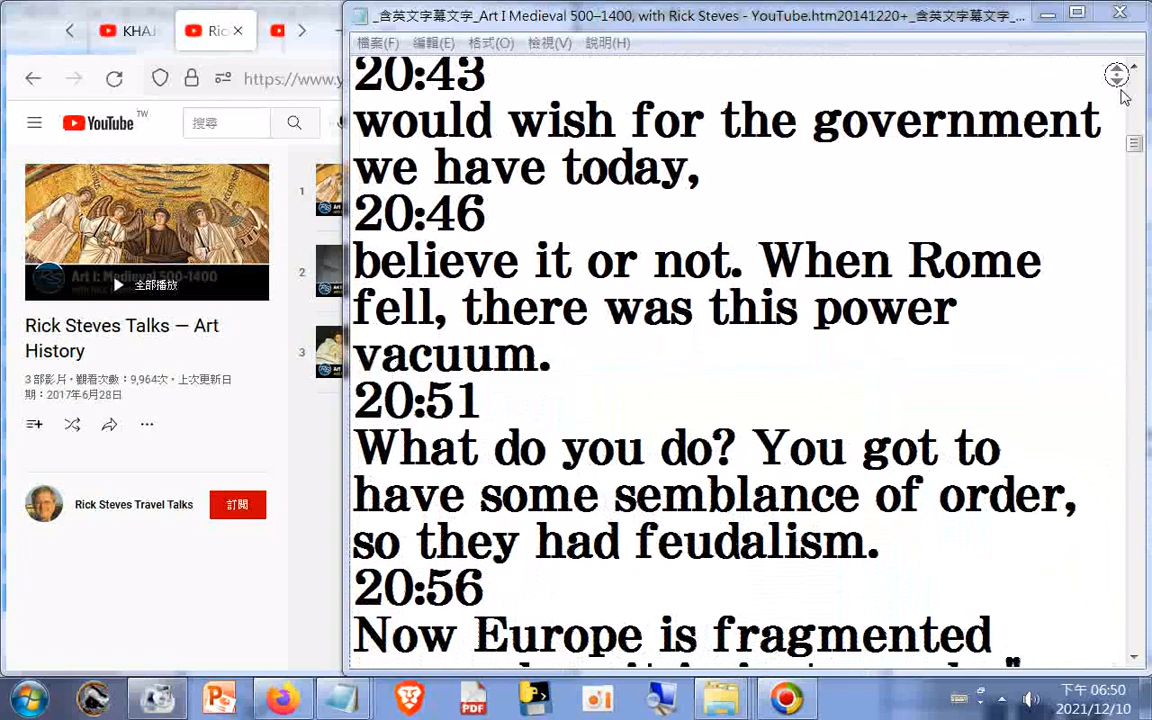 KHAJ
Ric
https://www.y
YouTube
TW
搜尋
Art I: Medieval 500-1400
全部播放
Rick Steves Talks — Art
History
3 部影片・觀看次數：9,964次・上次更新日
期：2017年6月28日
1
2
3
Rick Steves Travel Talks
訂閱
_含英文字幕文字_Art I Medieval 500–1400, with Rick Steves - YouTube.htm20141220+_含英文字幕文字_...
檔案(F) 編輯(E) 格式(O) 檢視(V) 說明(H)
20:43
would wish for the government
we have today,
20:46
believe it or not. When Rome
fell, there was this power
vacuum.
20:51
What do you do? You got to
have some semblance of order,
so they had feudalism.
20:56
Now Europe is fragmented
PDF
下午 06:50
2021/12/10